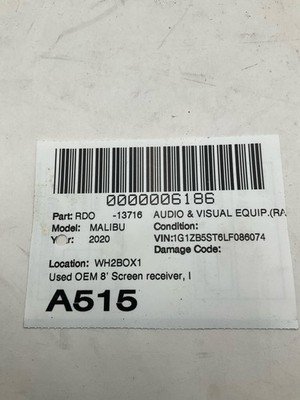 0000006186
Part: RDO -13716 AUDIO & VISUAL EQUIP.(RA
Model: MALIBU Condition:
Year: 2020 VIN:1G1ZB5ST6LF086074
Damage Code:
Location: WH2BOX1
Used OEM 8' Screen receiver, I
A515